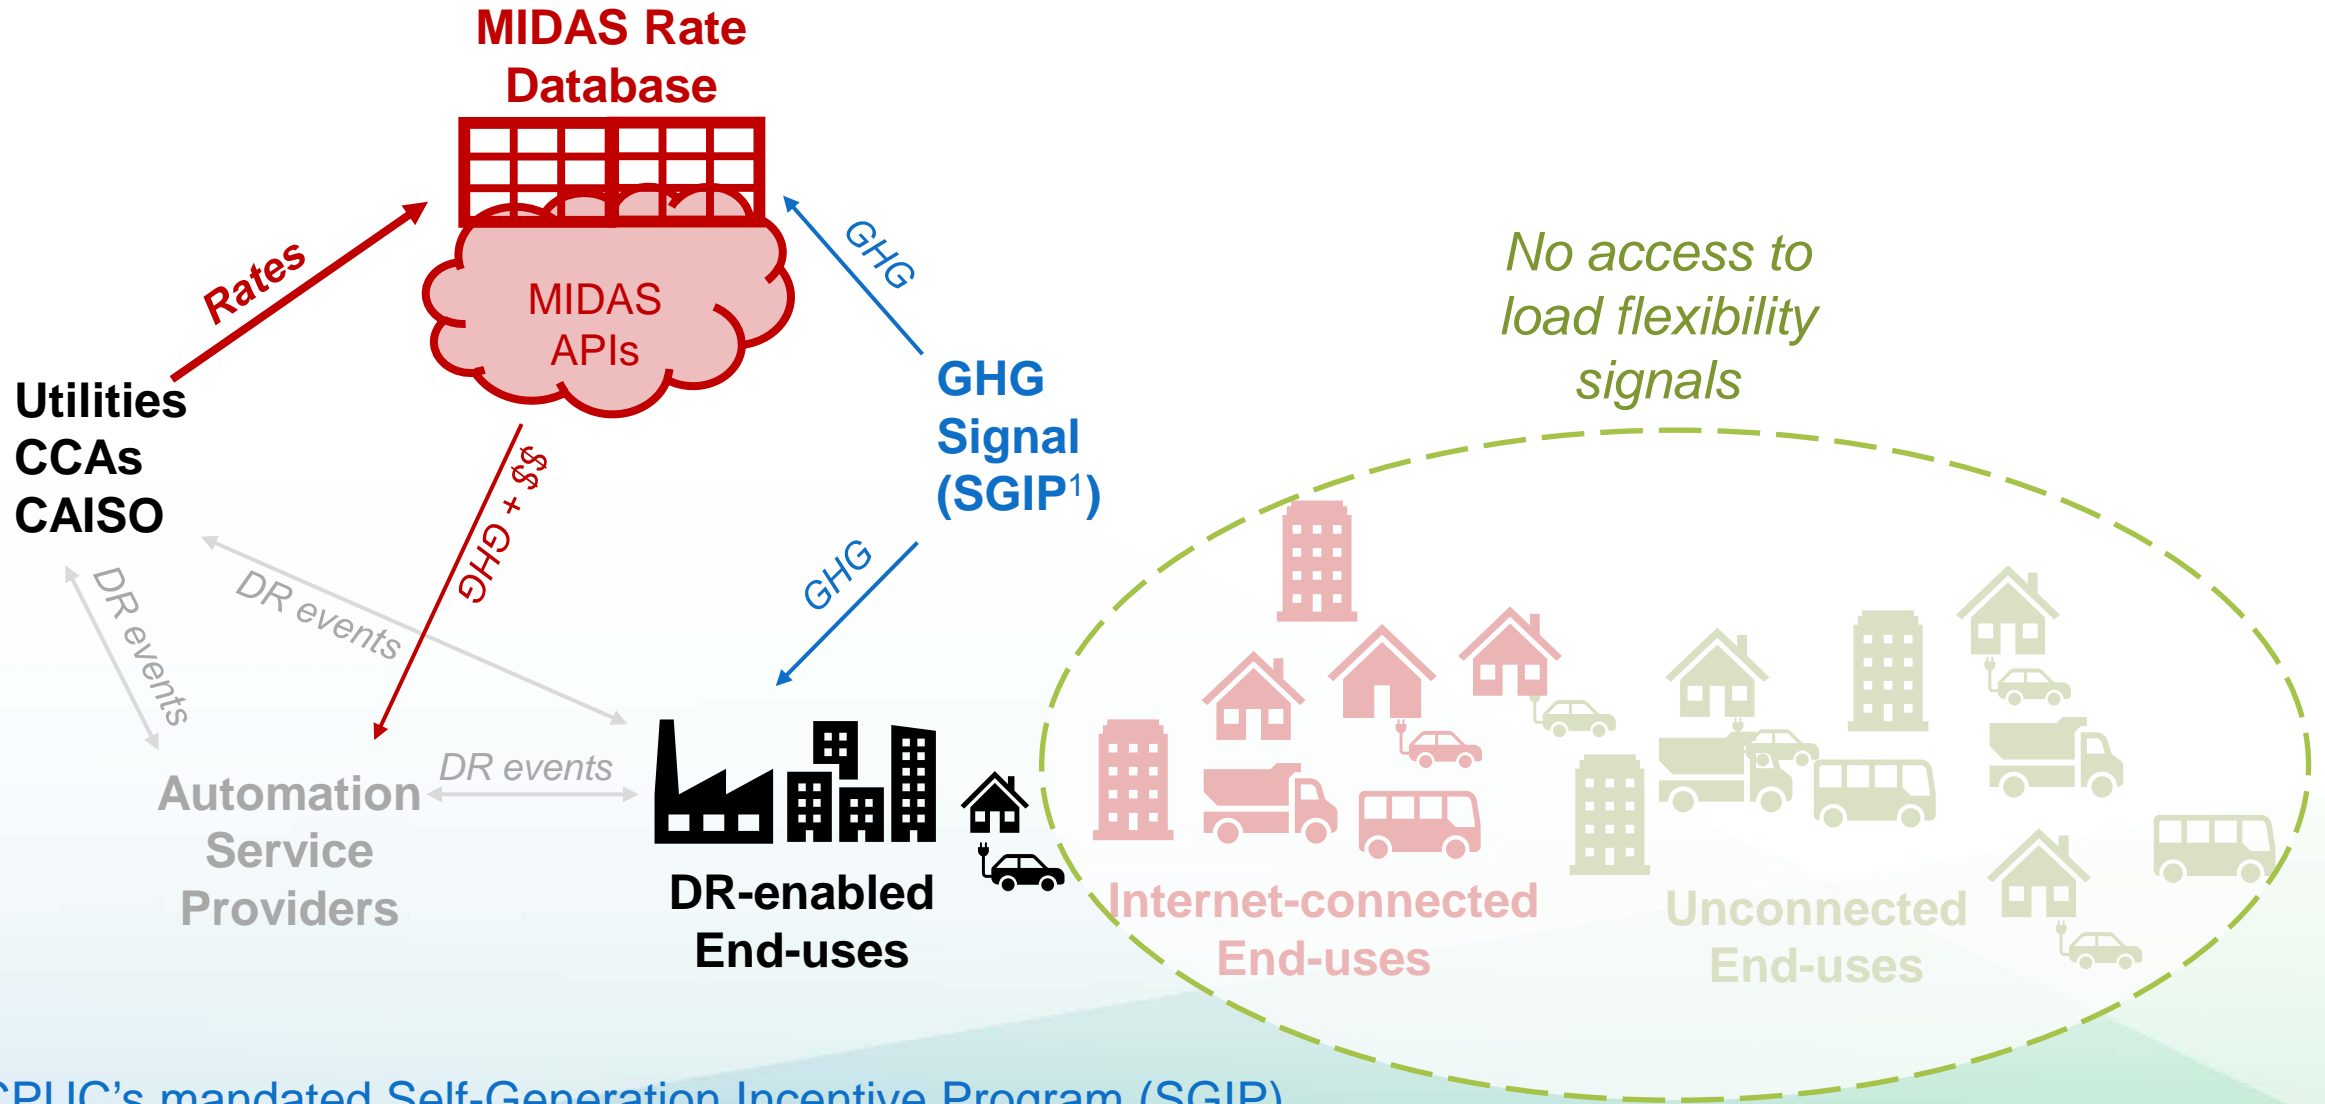 MIDAS Rate
Database
MIDAS
APIs
Rates
GHG
Utilities
CCAs
CAISO
$$ + GHG
GHG
Signal
(SGIP¹)
GHG
No access to
load flexibility
signals
DR events
DR events
DR events
Automation
Service
Providers
DR-enabled
End-uses
Internet-connected
End-uses
Unconnected
End-uses
CPUC's mandated Self-Generation Incentive Program (SGIP)